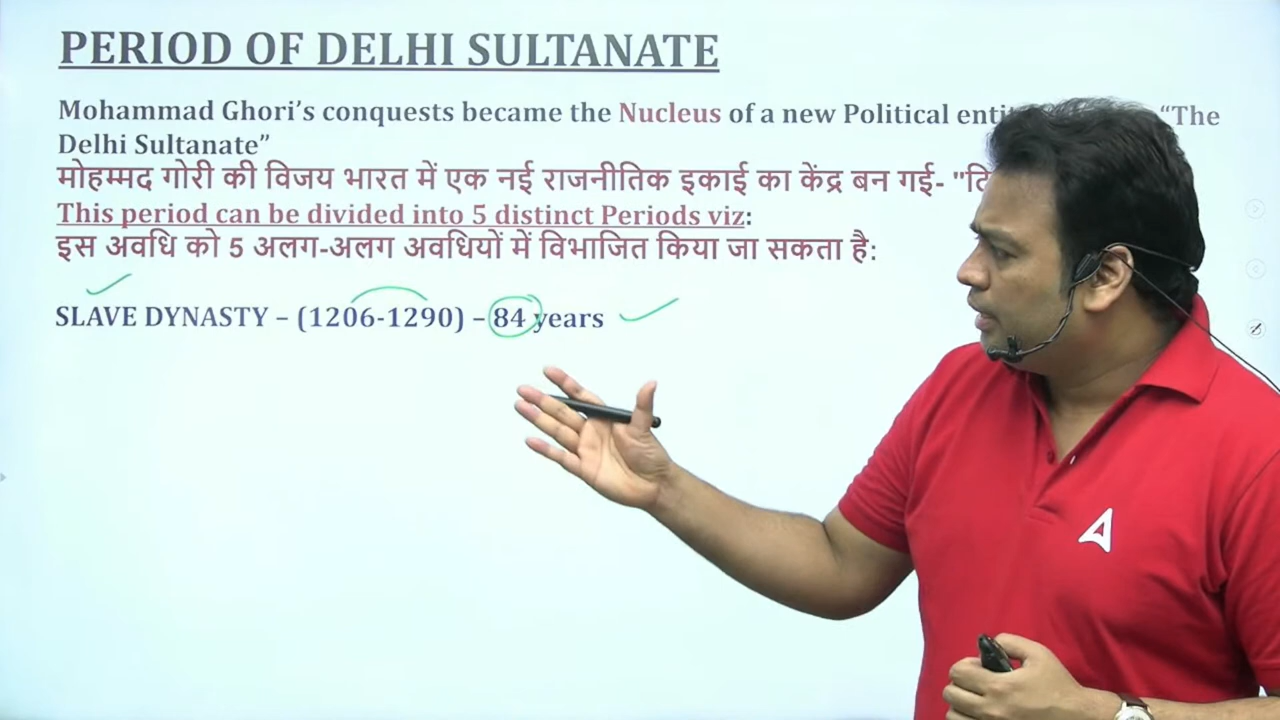 PERIOD OF DELHI SULTANATE
Mohammad Ghori’s conquests became the Nucleus of a new Political “The
Delhi Sultanate”
मोहम्मद गोरी की विजय भारत में एक नई राजनीतिक इकाई का केंद्र बन गई-
This period can be divided into 5 distinct Periods viz:
इस अवधि को 5 अलग-अलग अवधियों में विभाजित किया जा सकता है:
SLAVE DYNASTY – (1206-1290) – 84 years